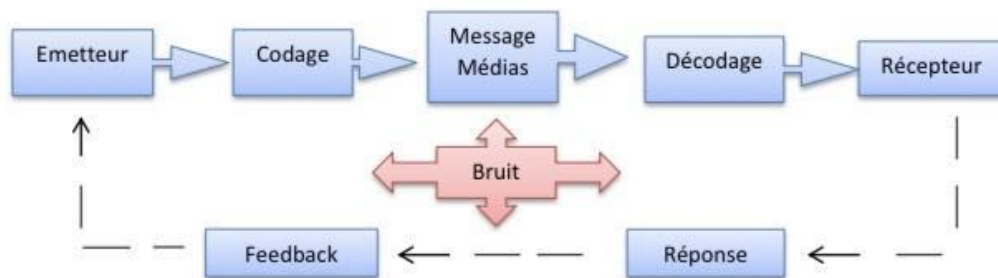 Emetteur
Codage
Message
Médias
Décodage
Récepteur
Bruit
Feedback
Réponse